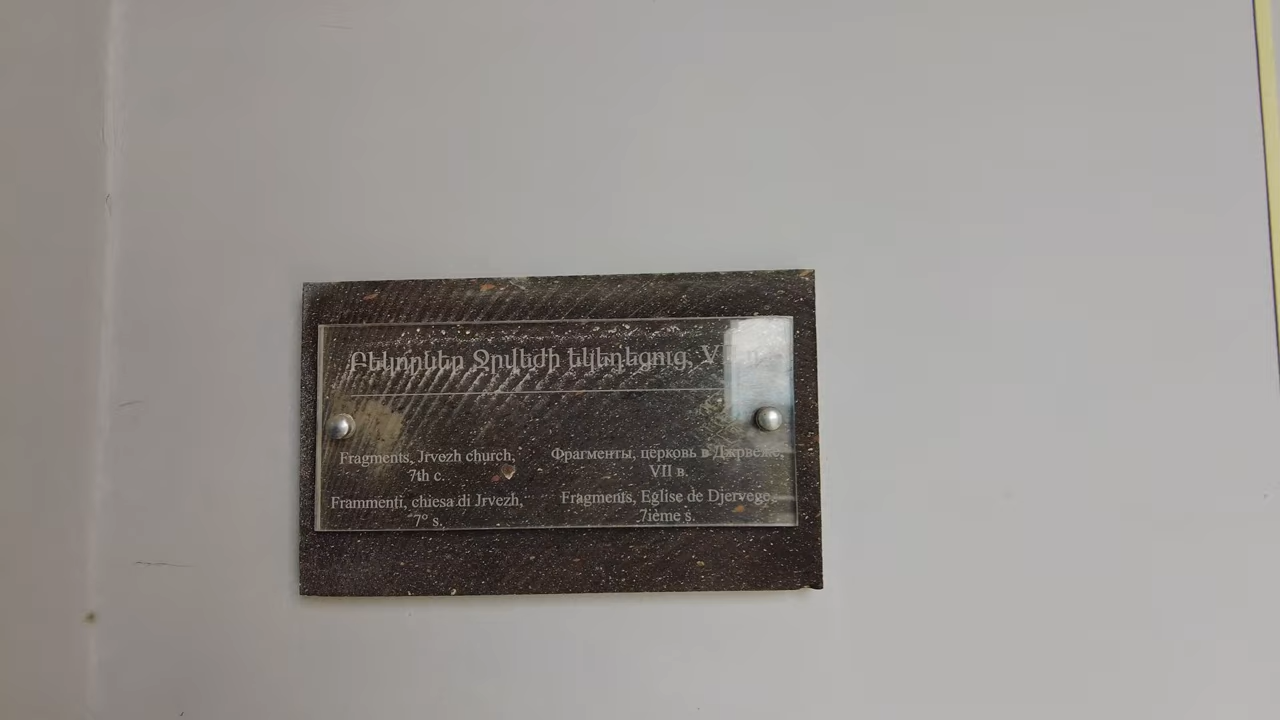 Բեկորներ Ջրվեժի եկեղեցուց,
Fragments, Jrvezh church,
7th c.
Фрагменты, церковь в Джрвеже,
VII в.
Frammenti, chiesa di Jrvezh,
7° s.
Fragments, Eglise de Djervege,
7ième s.